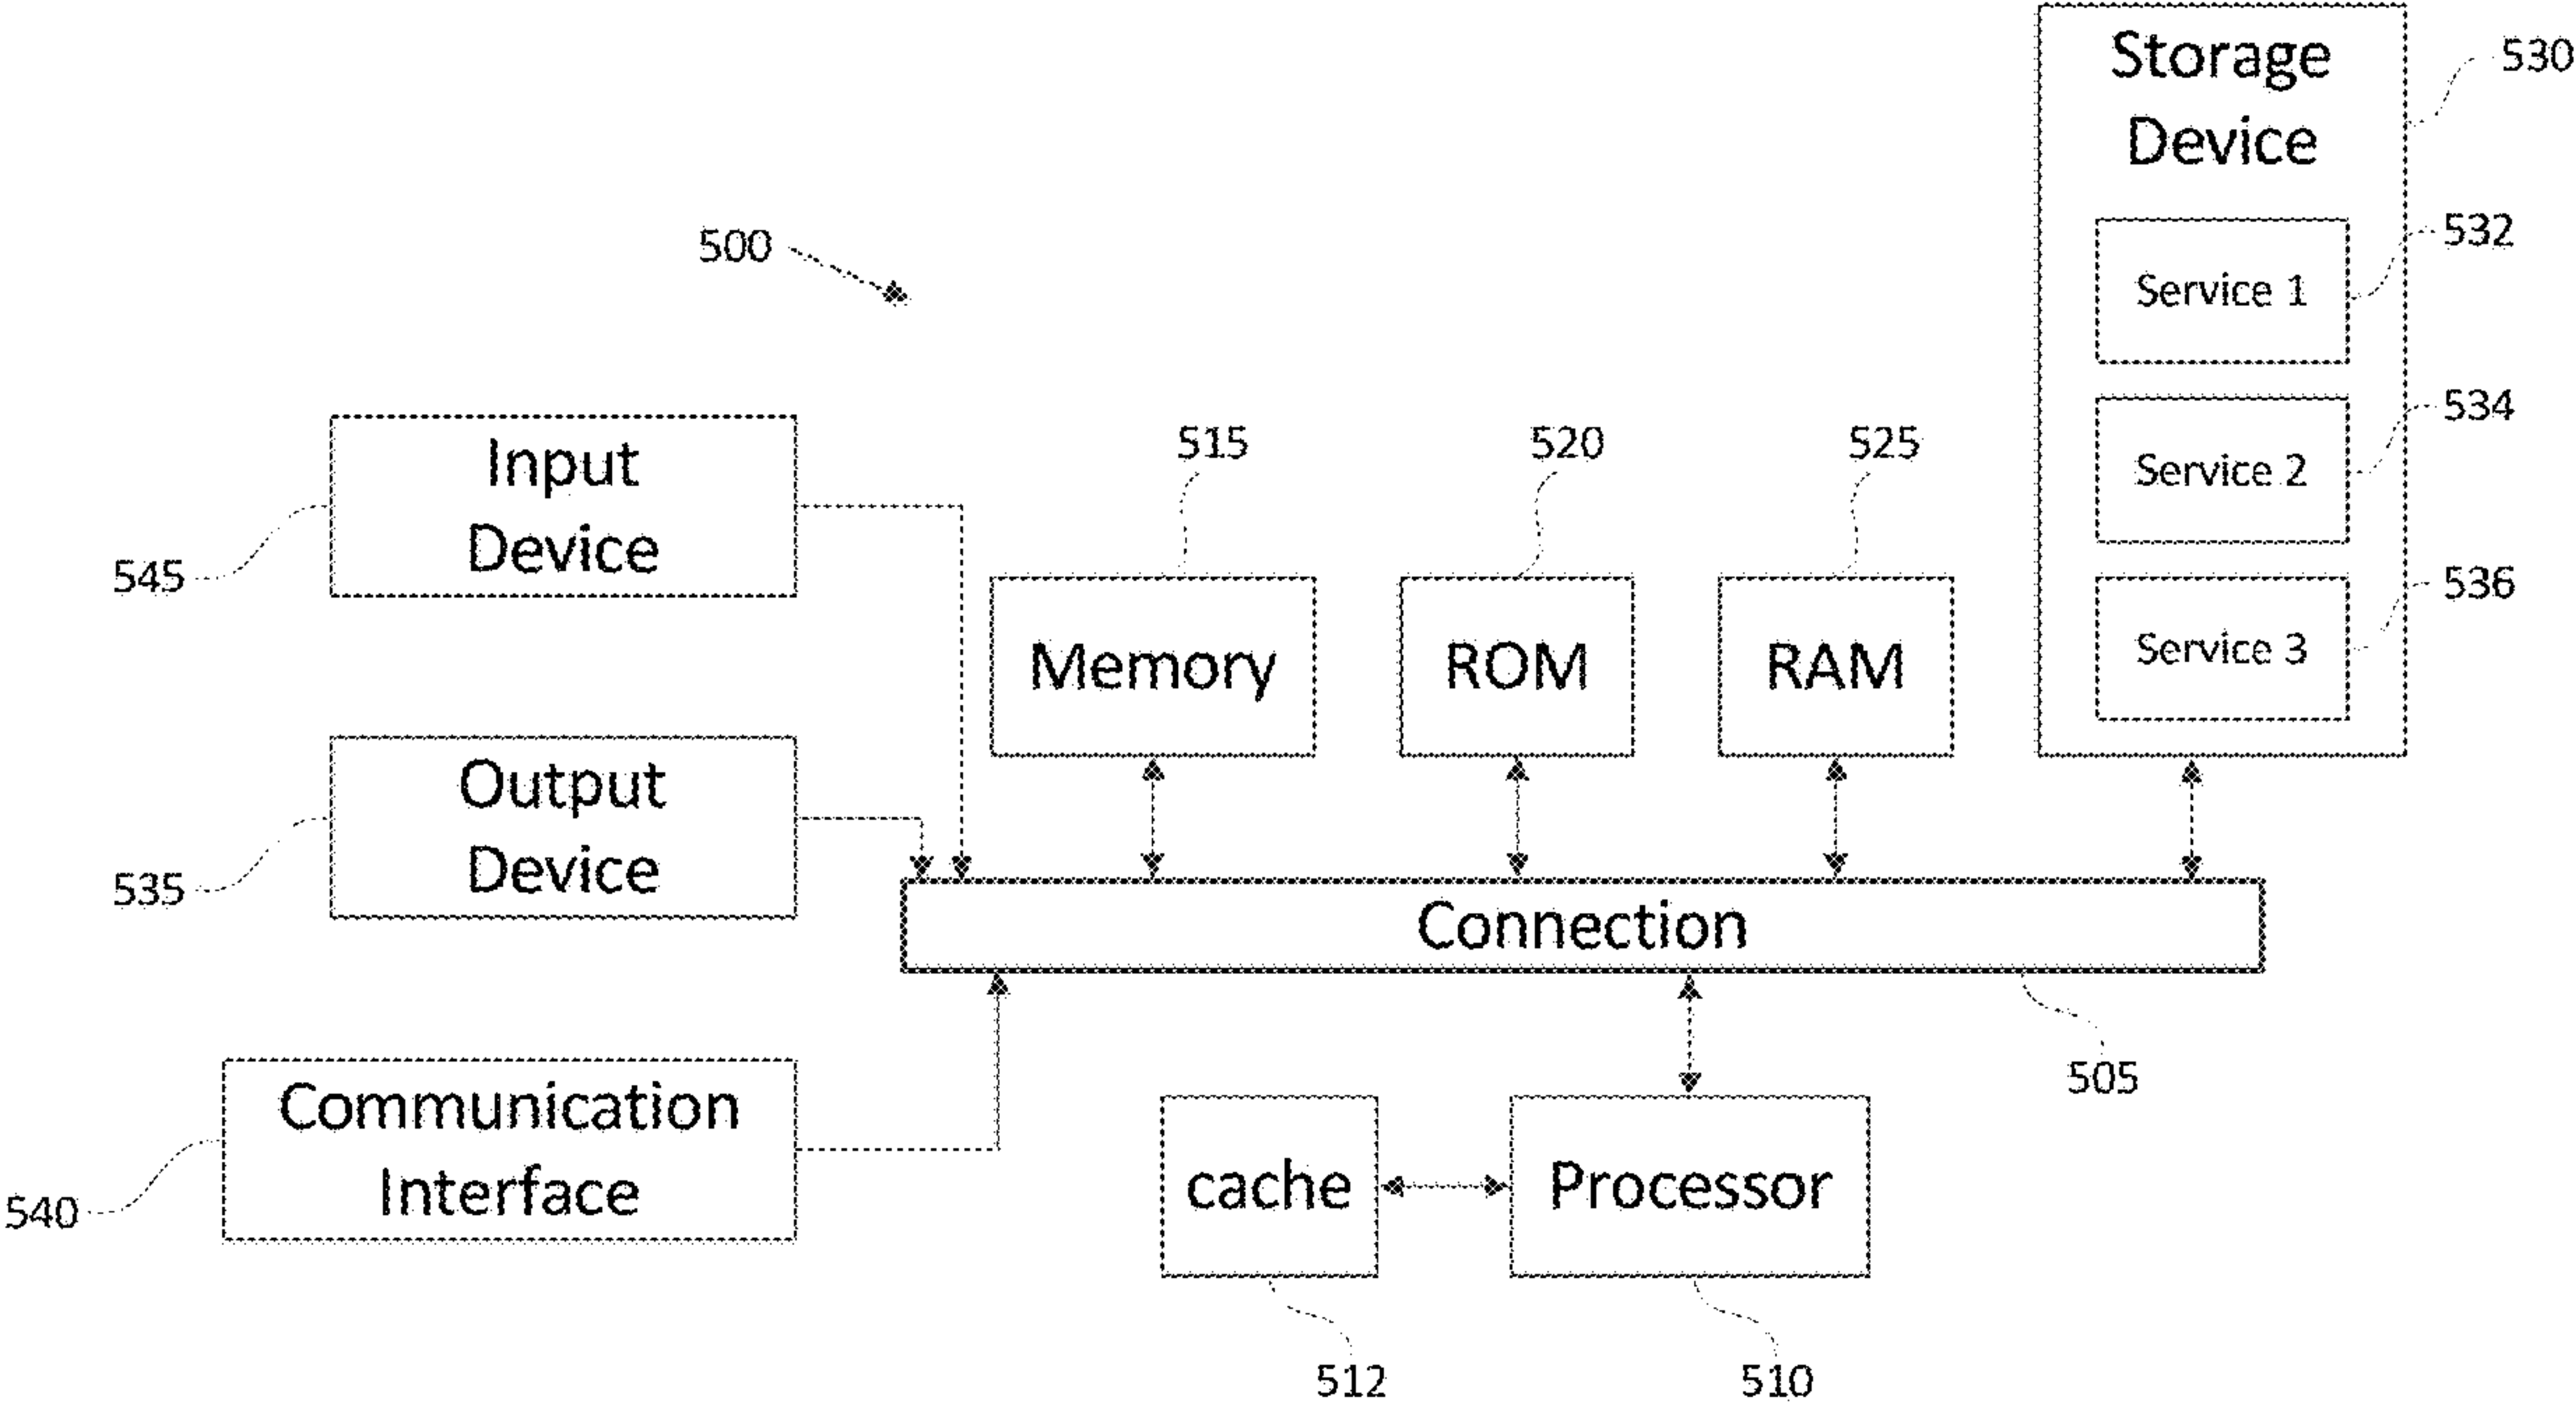 Storage
Device
530
532
500
Service 1
534
515
520
525
Input
Device
Service 2
545
536
Memory
ROM
RAM
Service 3
Output
Device
535
Connection
505
Communication
Interface
540
cache
Processor
512
510